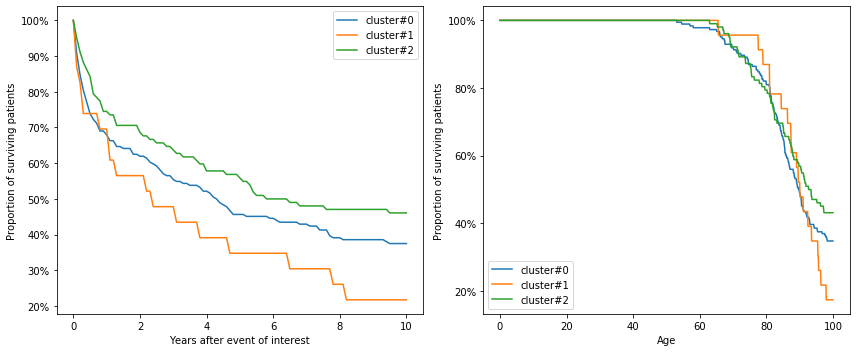 Proportion of surviving patients
100%
90%
80%
70%
60%
50%
40%
30%
20%
cluster#0
cluster#1
cluster#2
0 2 4 6 8 10
Years after event of interest
Proportion of surviving patients
100%
80%
60%
40%
20%
cluster#0
cluster#1
cluster#2
0 20 40 60 80 100
Age